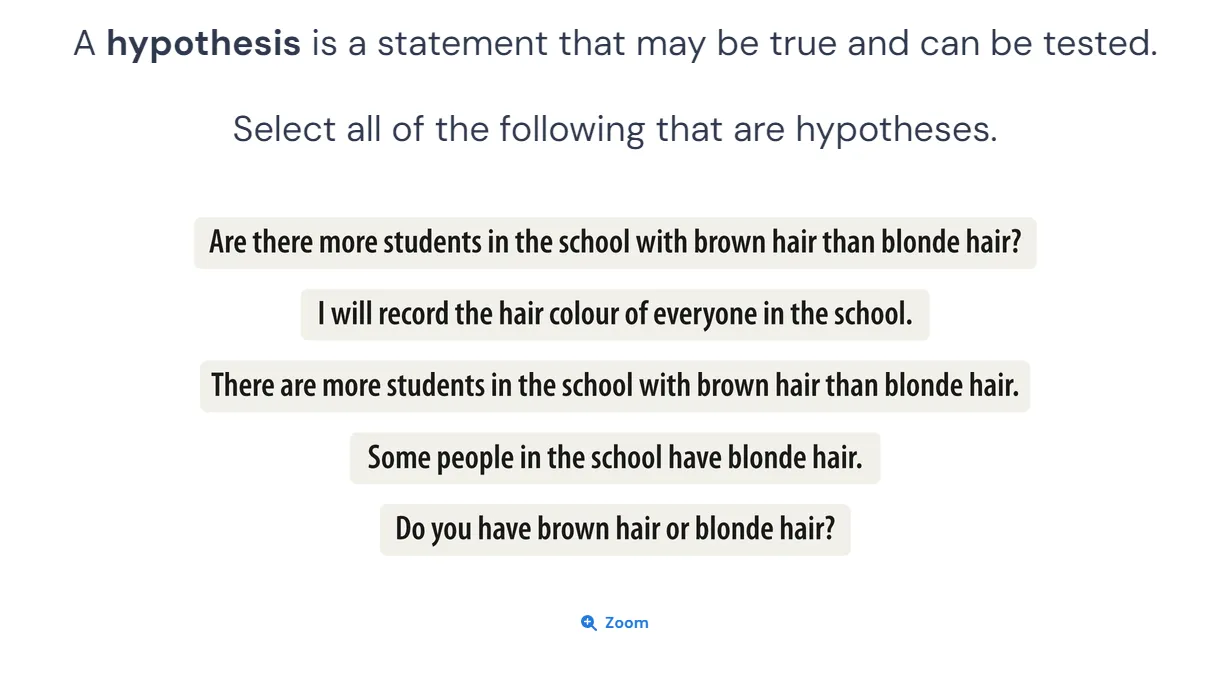 A hypothesis is a statement that may be true and can be tested.
Select all of the following that are hypotheses.
Are there more students in the school with brown hair than blonde hair?
I will record the hair colour of everyone in the school.
There are more students in the school with brown hair than blonde hair.
Some people in the school have blonde hair.
Do you have brown hair or blonde hair?
Zoom